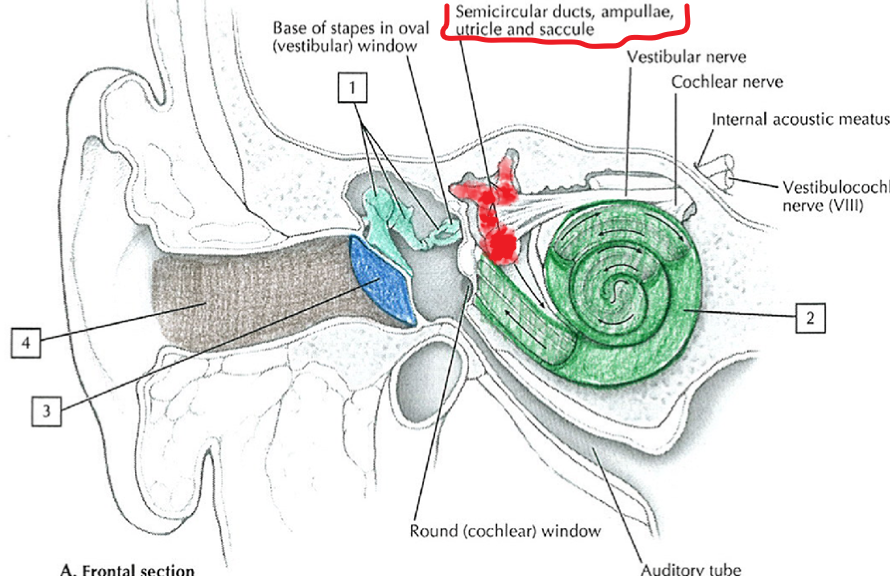 Semicircular ducts, ampullae,
utricle and saccule
Base of stapes in oval
(vestibular) window
Vestibular nerve
Cochlear nerve
1
Internal acoustic meatus
Vestibulocochl
nerve (VIII)
2
4
3
Round (cochlear) window
Auditory tube
A. Frontal section